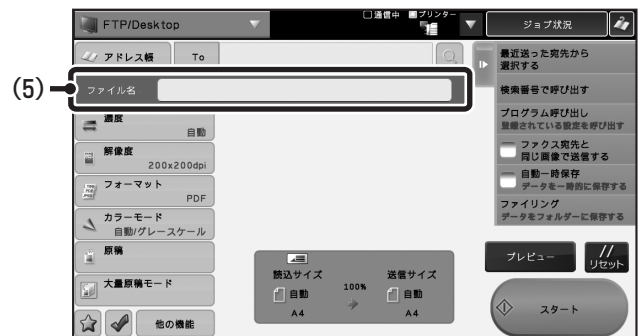 FTP/Desktop
通信中 プリンター
ジョブ状況
アドレス帳 To
最近送った宛先から
選択する
(5)
ファイル名
検索番号で呼び出す
濃度
自動
プログラム呼び出し
登録されている設定を呼び出す
解像度
200x200dpi
ファクス宛先と
同じ画像で送信する
フォーマット
PDF
自動一時保存
データを一時的に保存する
カラーモード
自動/グレースケール
ファイリング
データをフォルダーに保存する
原稿
プレビュー
リセット
読込サイズ
100%
送信サイズ
自動
A4
自動
A4
大量原稿モード
スタート
他の機能